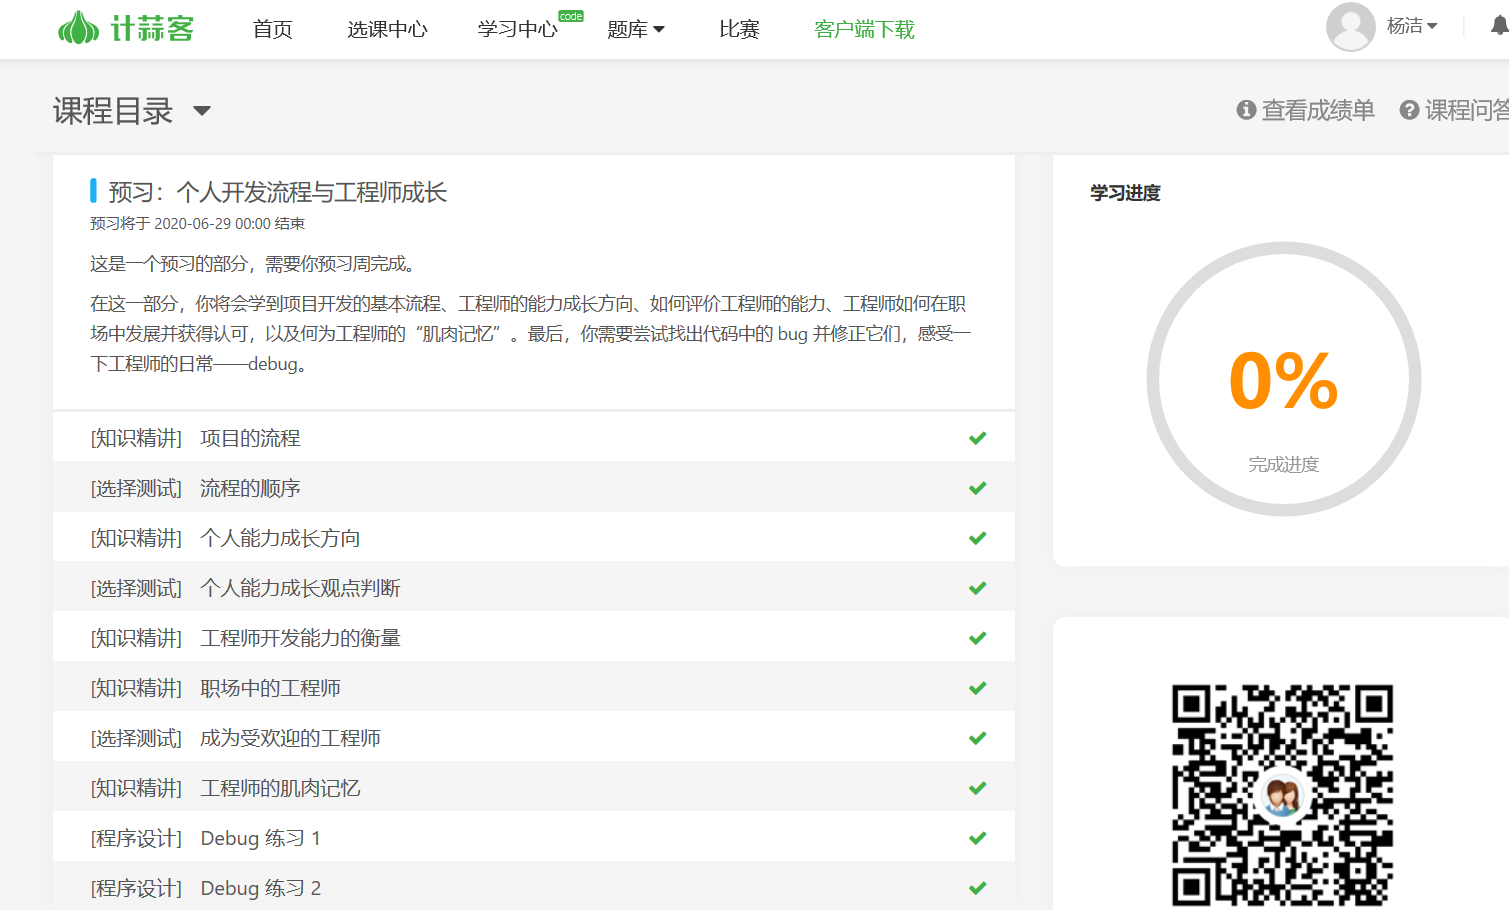 计蒜客
首页
选课中心
学习中心
code
题库
比赛
客户端下载
杨洁
课程目录
查看成绩单
课程问答
预习：个人开发流程与工程师成长
预习将于 2020-06-29 00:00 结束
这是一个预习的部分，需要你预习周完成。
在这一部分，你将会学到项目开发的基本流程、工程师的能力成长方向、如何评价工程师的能力、工程师如何在职
场中发展并获得认可，以及何为工程师的“肌肉记忆”。最后，你需要尝试找出代码中的 bug 并修正它们，感受一
下工程师的日常——debug。
[知识精讲] 项目的流程
[选择测试] 流程的顺序
[知识精讲] 个人能力成长方向
[选择测试] 个人能力成长观点判断
[知识精讲] 工程师开发能力的衡量
[知识精讲] 职场中的工程师
[选择测试] 成为受欢迎的工程师
[知识精讲] 工程师的肌肉记忆
[程序设计] Debug 练习 1
[程序设计] Debug 练习 2
学习进度
0%
完成进度